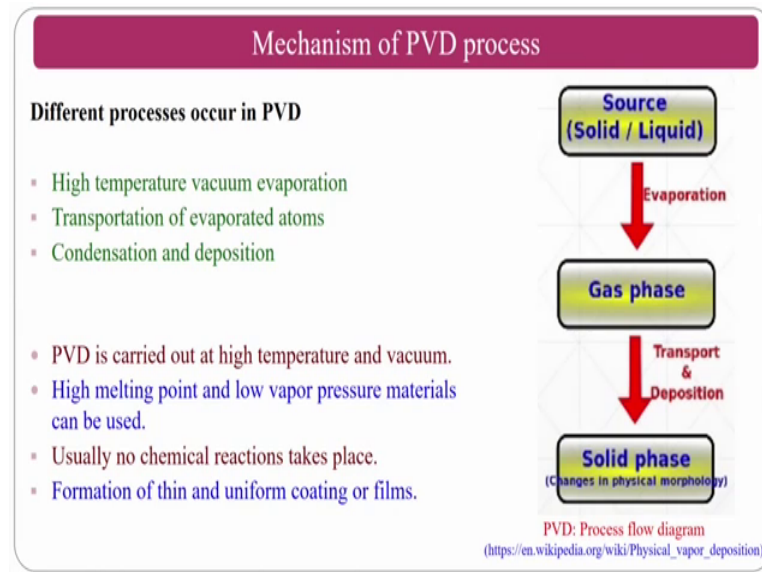 Mechanism of PVD process
Different processes occur in PVD
▪ High temperature vacuum evaporation
▪ Transportation of evaporated atoms
▪ Condensation and deposition
• PVD is carried out at high temperature and vacuum.
• High melting point and low vapor pressure materials
can be used.
▪ Usually no chemical reactions takes place.
▪ Formation of thin and uniform coating or films.
Source
(Solid / Liquid)
Evaporation
Gas phase
Transport
&
Deposition
Solid phase
(Changes in physical morphology)
PVD: Process flow diagram
(https://en.wikipedia.org/wiki/Physical_vapor_deposition)